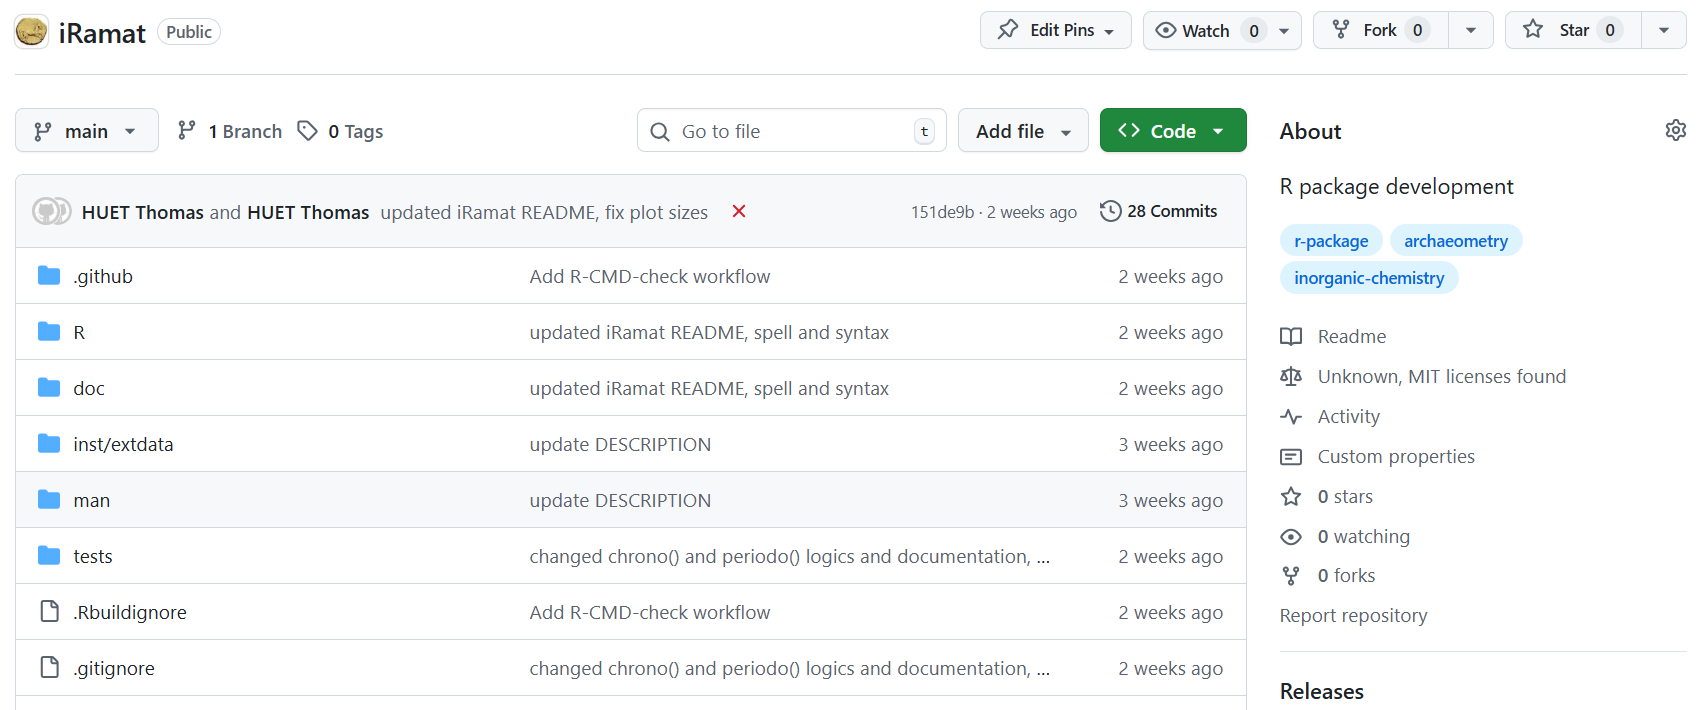 iRamat Public Edit Pins Watch 0 Fork 0 Star 0
main 1 Branch 0 Tags Go to file t Add file Code
HUET Thomas and HUET Thomas updated iRamat README, fix plot sizes 151de9b · 2 weeks ago 28 Commits
.github Add R-CMD-check workflow 2 weeks ago
R updated iRamat README, spell and syntax 2 weeks ago
doc updated iRamat README, spell and syntax 2 weeks ago
inst/extdata update DESCRIPTION 3 weeks ago
man update DESCRIPTION 3 weeks ago
tests changed chrono() and periodo() logics and documentation, ... 2 weeks ago
.Rbuildignore Add R-CMD-check workflow 2 weeks ago
.gitignore changed chrono() and periodo() logics and documentation, ... 2 weeks ago
About
R package development
r-package archaeometry
inorganic-chemistry
Readme
Unknown, MIT licenses found
Activity
Custom properties
0 stars
0 watching
0 forks
Report repository
Releases